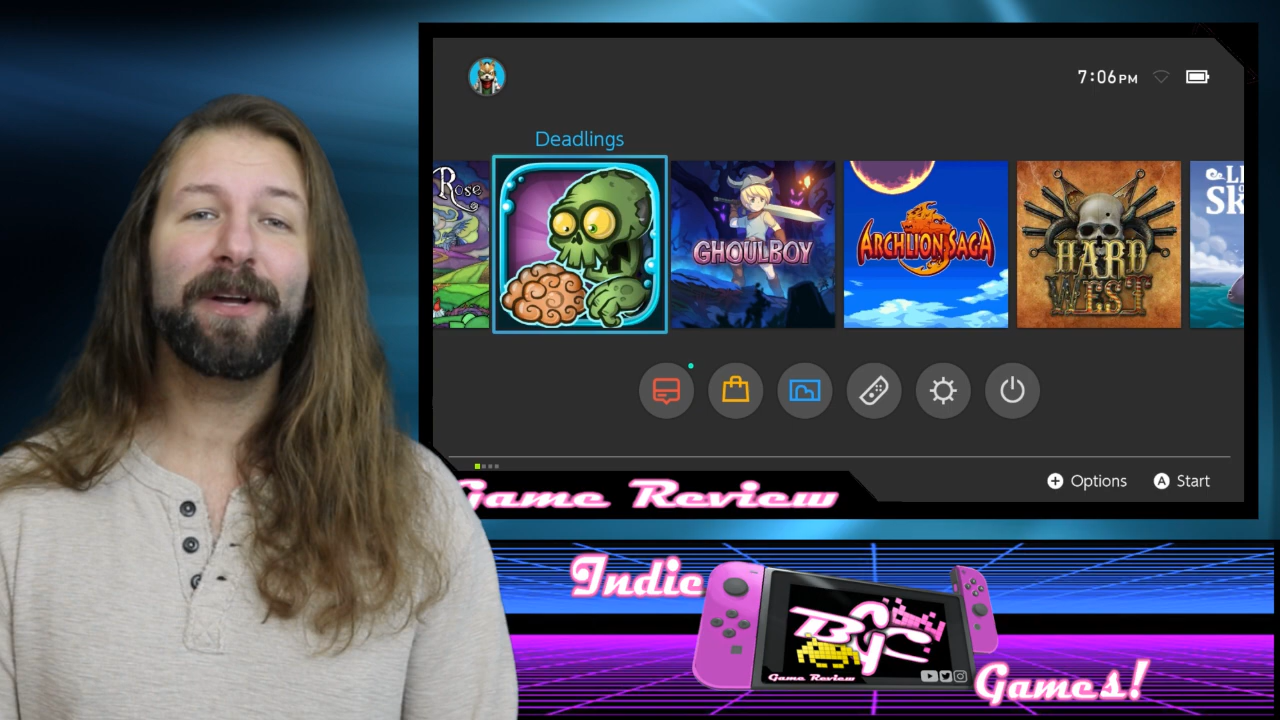 7:06PM
Deadlings
Rose
GHOULBOY
ARCHLION SAGA
HARD
WEST
Options
A Start
Game Review
Indie
Game Review
Games!